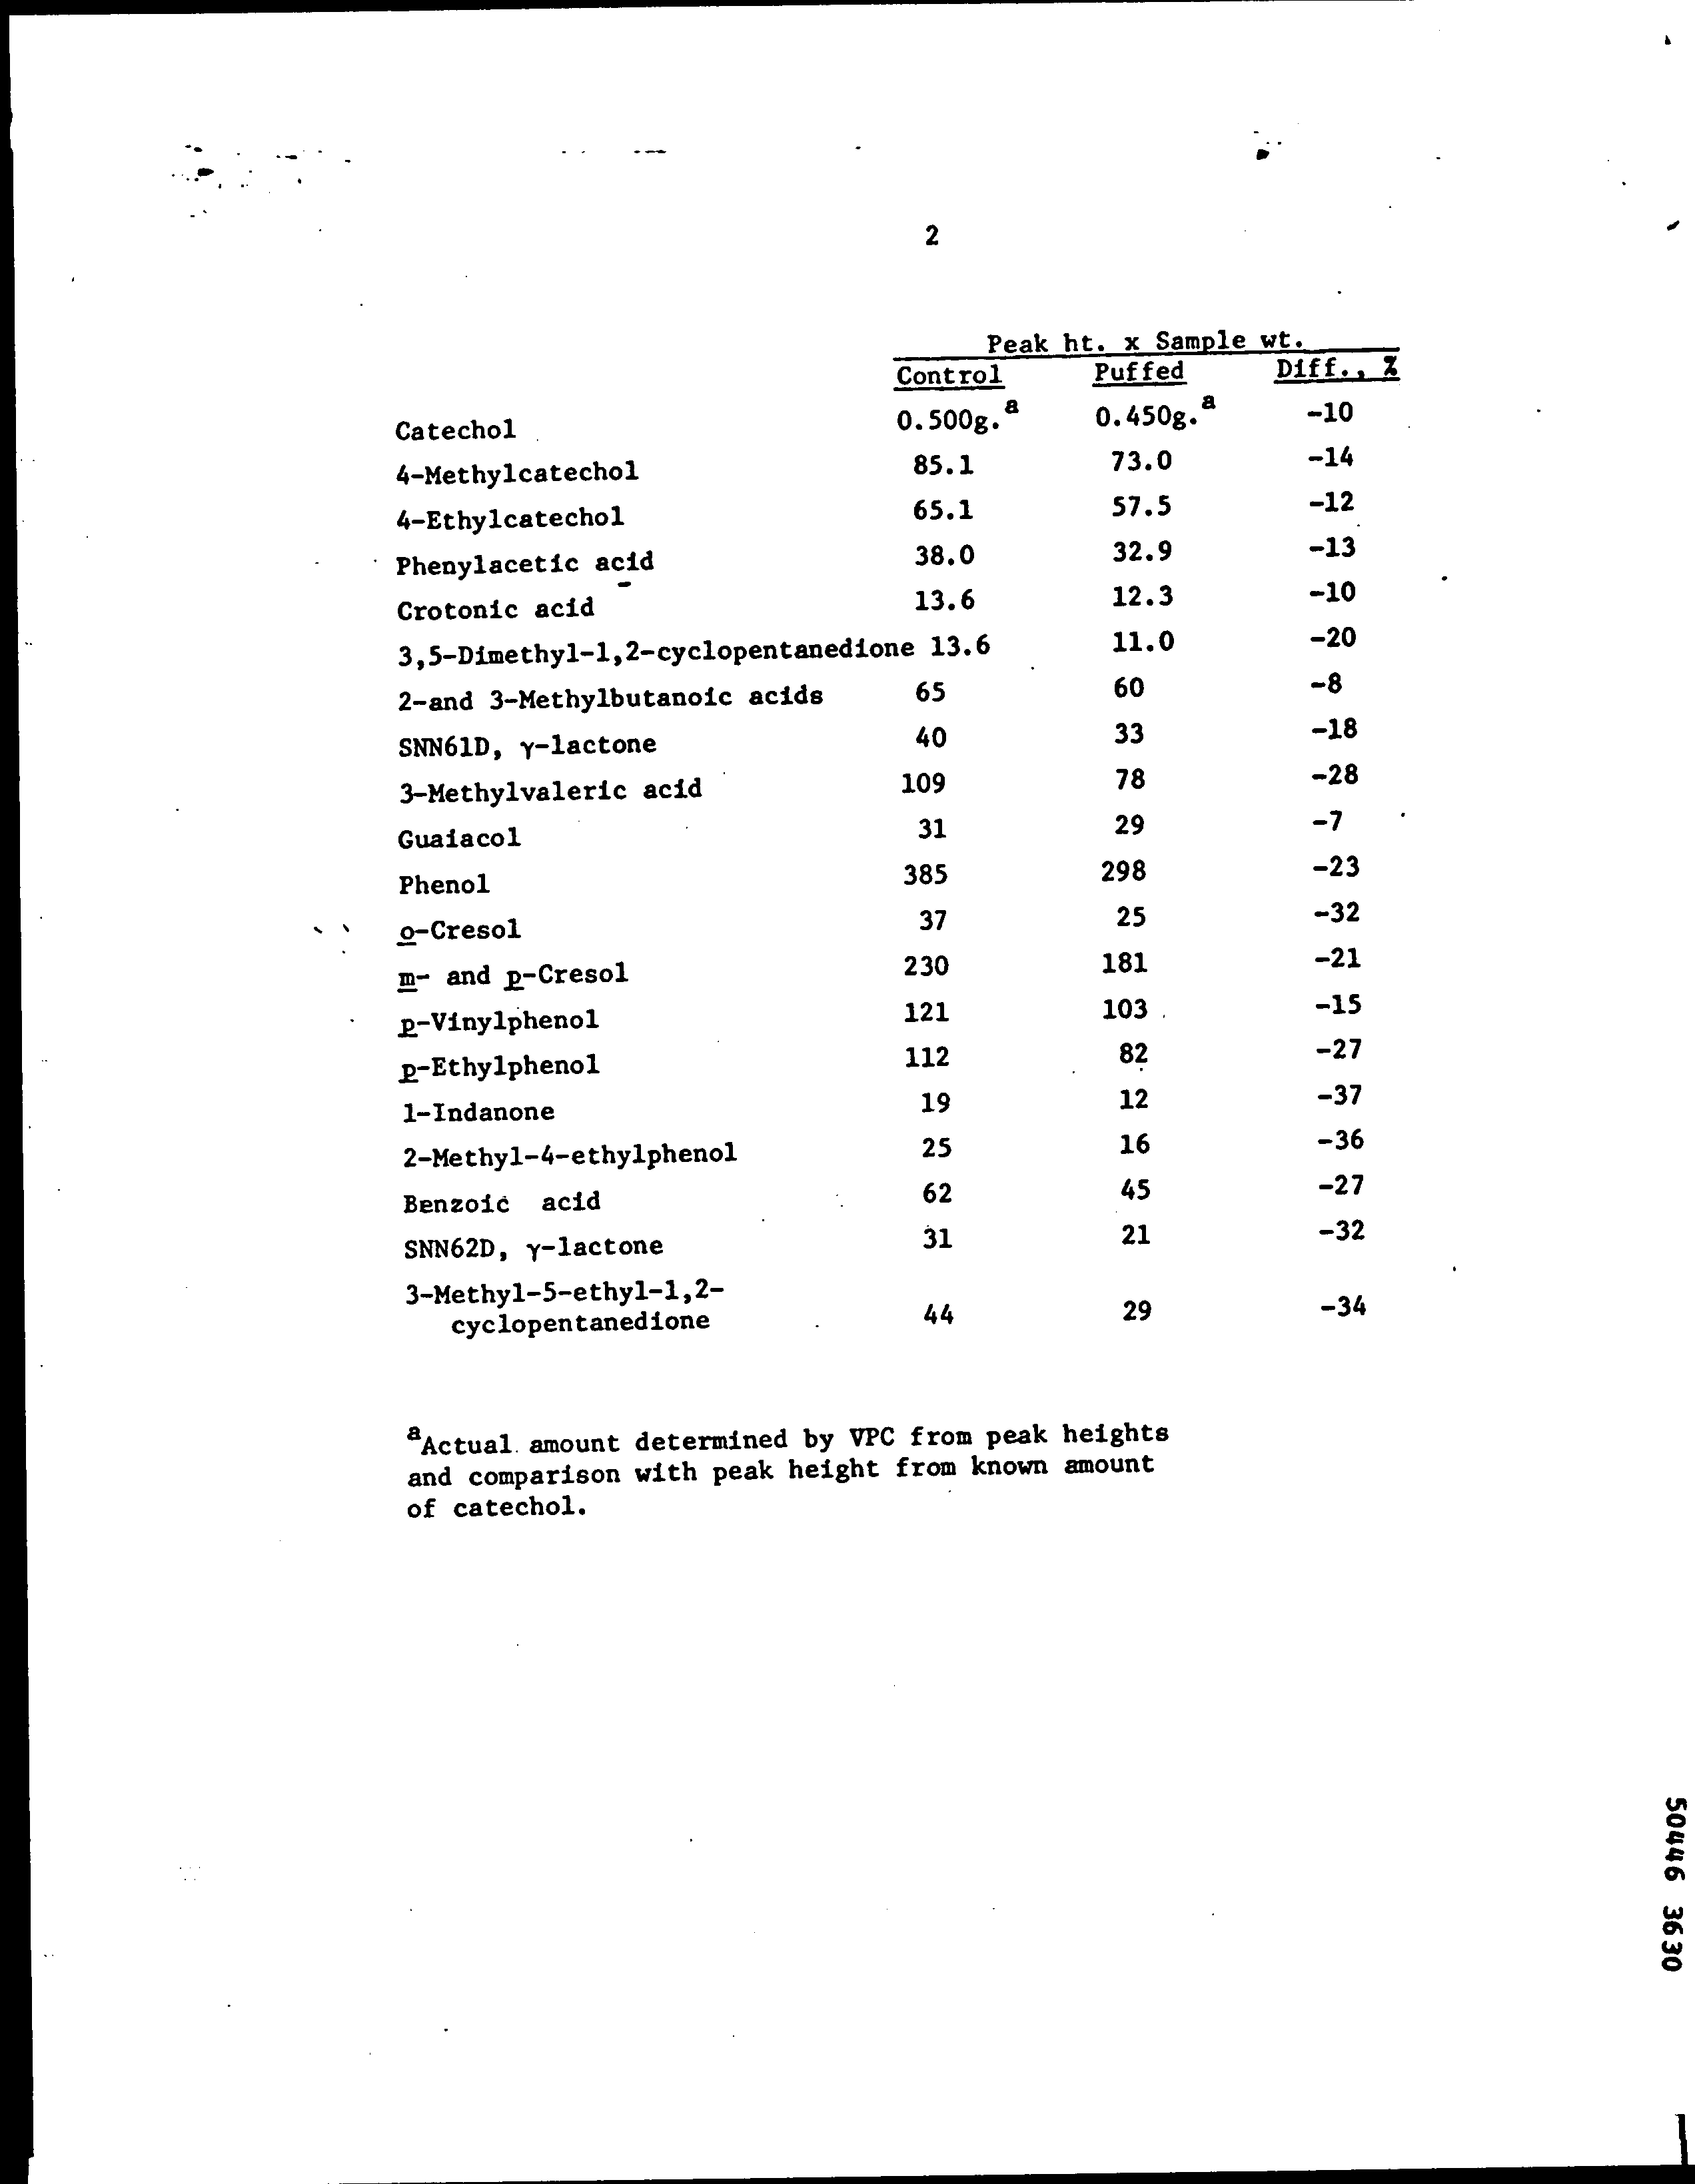 2
Peak ht. x Sample wt.
Control Puffed Diff., %
Catechol 0.500g.a 0.450g.a -10
4-Methylcatechol 85.1 73.0 -14
4-Ethylcatechol 65.1 57.5 -12
Phenylacetic acid 38.0 32.9 -13
Crotonic acid 13.6 12.3 -10
3,5-Dimethyl-1,2-cyclopentanedione 13.6 11.0 -20
2-and 3-Methylbutanoic acids 65 60 -8
SNN61D, γ-lactone 40 33 -18
3-Methylvaleric acid 109 78 -28
Guaiacol 31 29 -7
Phenol 385 298 -23
o-Cresol 37 25 -32
m- and p-Cresol 230 181 -21
p-Vinylphenol 121 103 -15
p-Ethylphenol 112 82 -27
1-Indanone 19 12 -37
2-Methyl-4-ethylphenol 25 16 -36
Benzoic acid 62 45 -27
SNN62D, γ-lactone 31 21 -32
3-Methyl-5-ethyl-1,2-
cyclopentanedione 44 29 -34
aActual amount determined by VPC from peak heights
and comparison with peak height from known amount
of catechol.
50446 3630